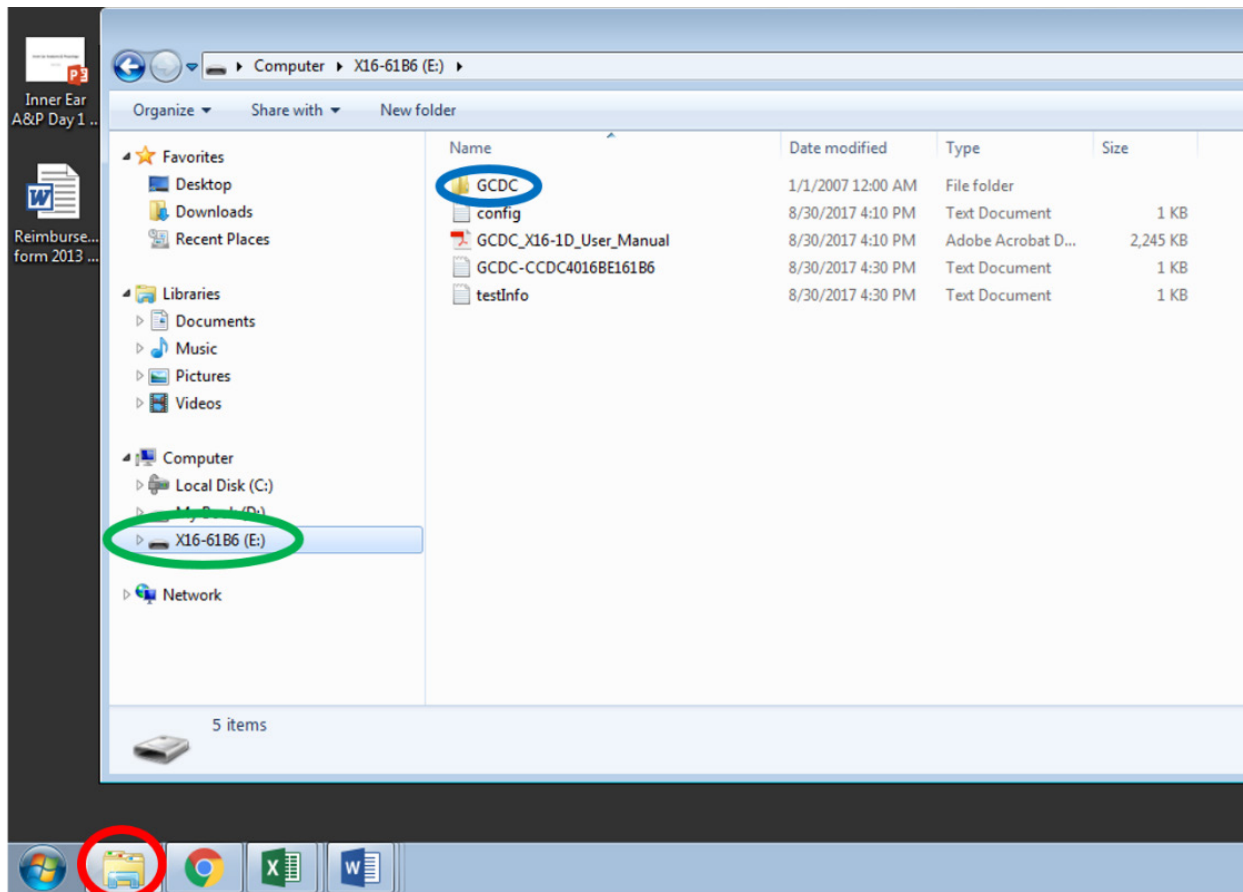 Inner Ear
A&P Day 1 ..
Reimburse...
form 2013 ...
Computer X16-61B6 (E:)
Organize Share with New folder
Favorites
Desktop
Downloads
Recent Places
Libraries
Documents
Music
Pictures
Videos
Computer
Local Disk (C:)
My Book (D:)
X16-61B6 (E:)
Network
Name Date modified Type Size
GCDC 1/1/2007 12:00 AM File folder
config 8/30/2017 4:10 PM Text Document 1 KB
GCDC_X16-1D_User_Manual 8/30/2017 4:10 PM Adobe Acrobat D... 2,245 KB
GCDC-CCDC4016BE161B6 8/30/2017 4:30 PM Text Document 1 KB
testInfo 8/30/2017 4:30 PM Text Document 1 KB
5 items